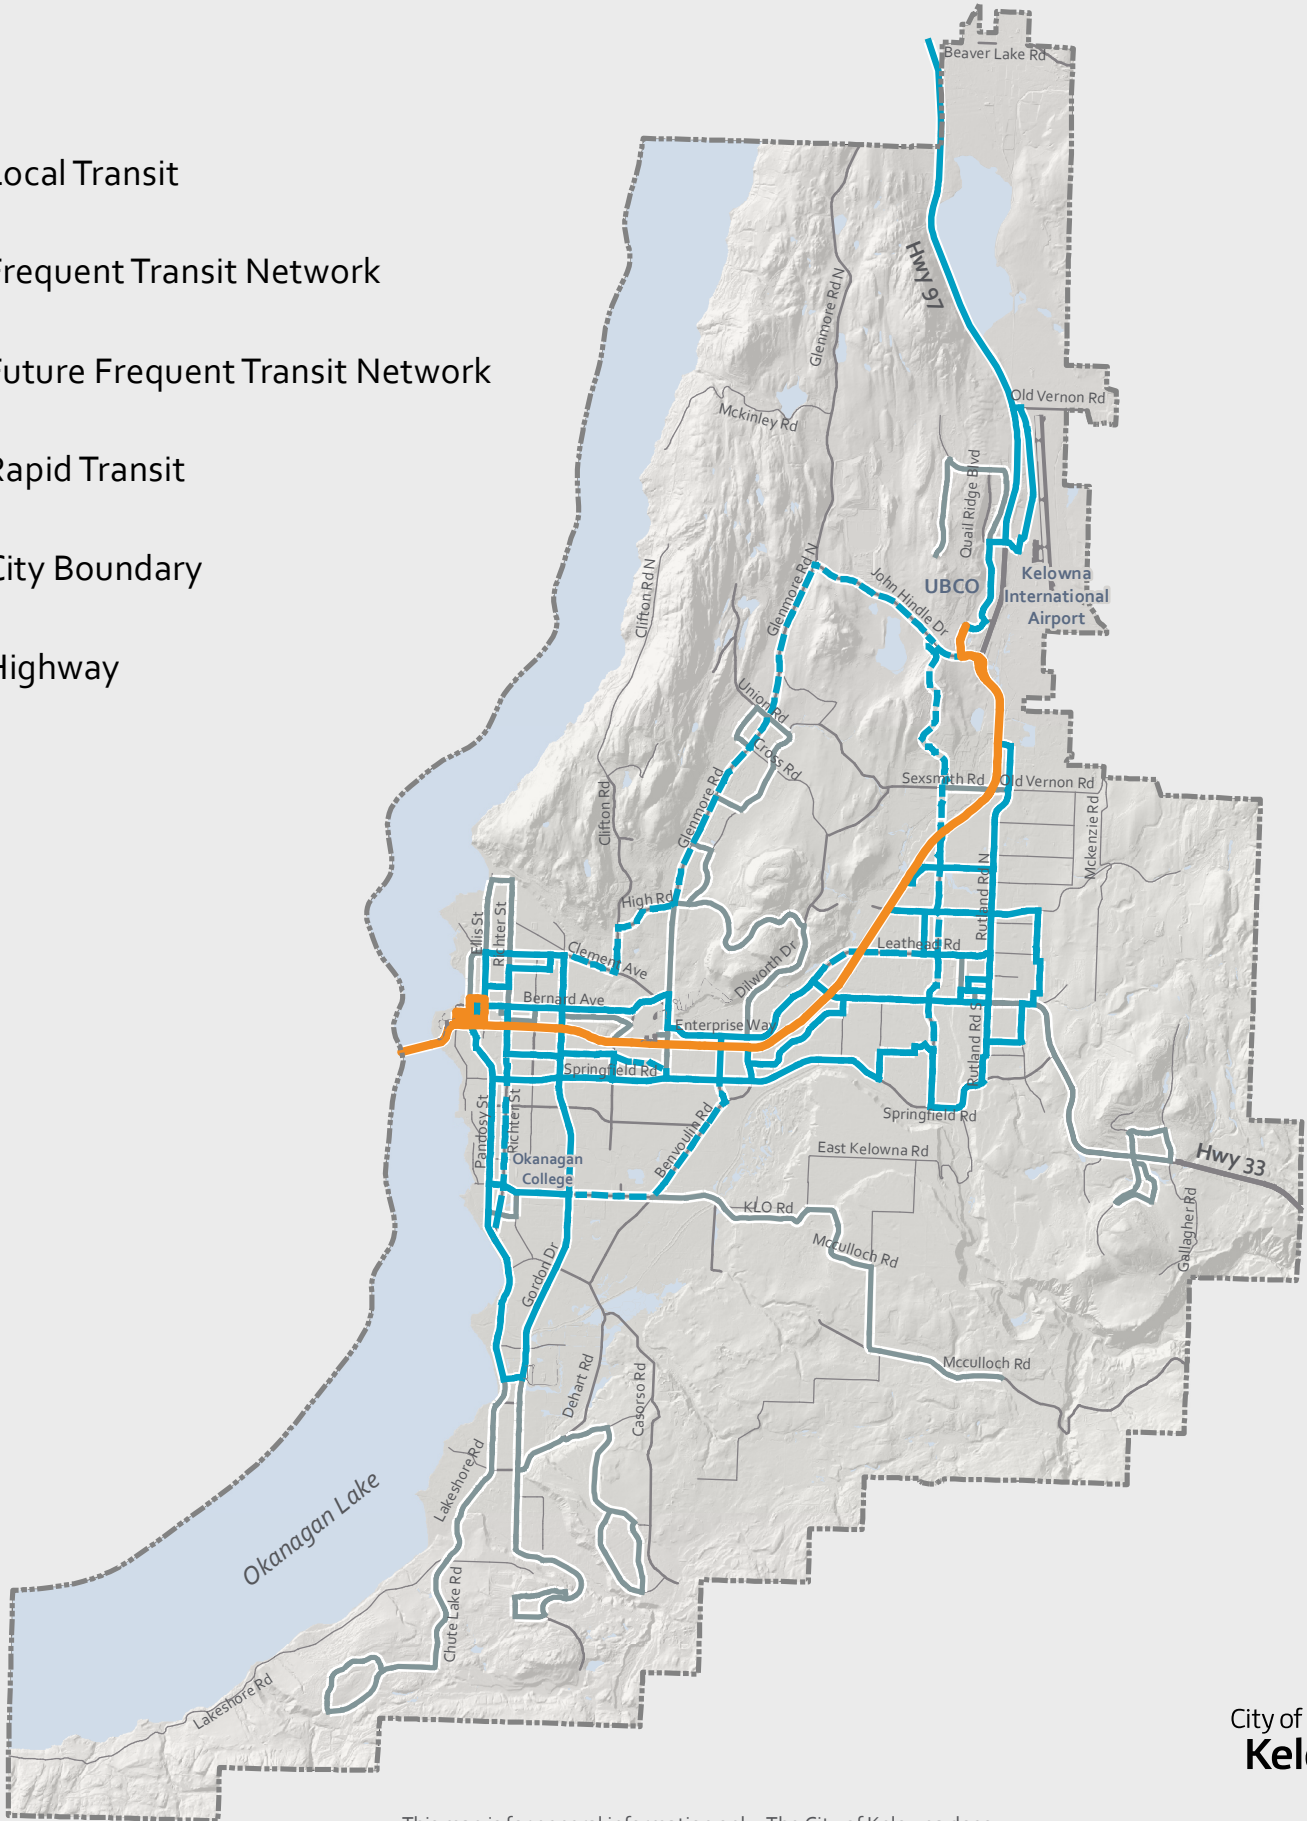 Beaver Lake Rd
Local Transit
Frequent Transit Network
Future Frequent Transit Network
Rapid Transit
City Boundary
Highway
Hwy 97
Glenmore Rd N
Old Vernon Rd
Mckinley Rd
Quail Ridge Blvd
Glenmore Rd N
Clifton Rd N
John Hindle Dr
UBCO
Kelowna
International
Airport
Union Rd
Cross Rd
Sexsmith Rd
Old Vernon Rd
Clifton Rd
Glenmore Rd
Mckenzie Rd
Rutland Rd N
High Rd
Ellis St
Richter St
Clement Ave
Dilworth Dr
Leathead Rd
Bernard Ave
Enterprise Way
Rutland Rd S
Springfield Rd
Springfield Rd
Pandosy St
Richter St
Benvoulin Rd
East Kelowna Rd
Hwy 33
Okanagan
College
KLO Rd
Gallagher Rd
Mcculloch Rd
Gordon Dr
Mcculloch Rd
Dehart Rd
Casorso Rd
Lakeshore Rd
Okanagan Lake
Chute Lake Rd
Lakeshore Rd
City of
Kelo